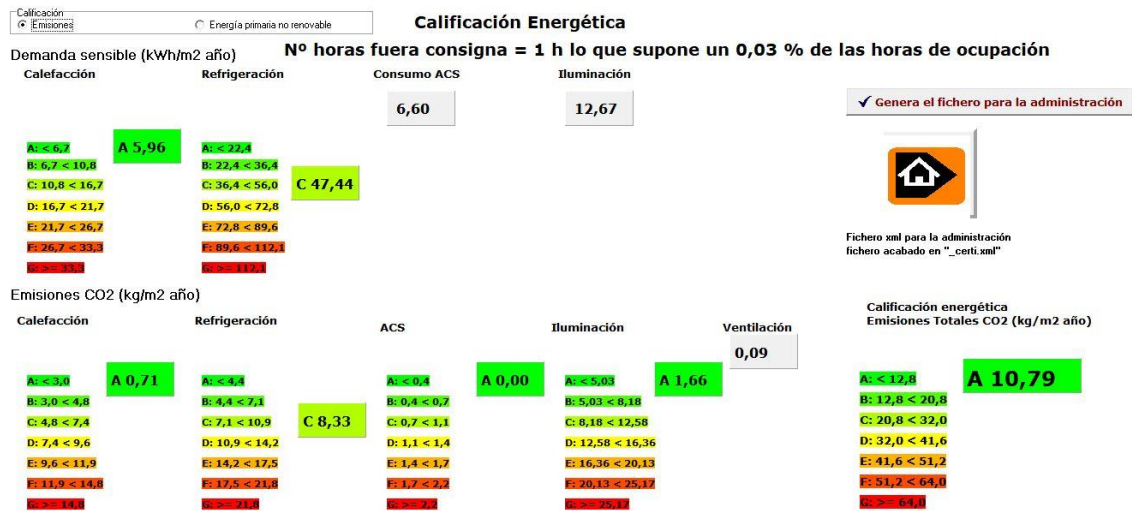 Calificación
Emisiones
Energía primaria no renovable
Calificación Energética
Nº horas fuera consigna = 1 h lo que supone un 0,03 % de las horas de ocupación
Demanda sensible (kWh/m2 año)
Calefacción
Refrigeración
Consumo ACS
Iluminación
6,60
12,67
Genera el fichero para la administración
A: < 6,7
B: 6,7 < 10,8
C: 10,8 < 16,7
D: 16,7 < 21,7
E: 21,7 < 26,7
F: 26,7 < 33,3
G: >= 33,3
A 5,96
A: < 22,4
B: 22,4 < 36,4
C: 36,4 < 56,0
D: 56,0 < 72,8
E: 72,8 < 89,6
F: 89,6 < 112,1
G: >= 112,1
C 47,44
Fichero xml para la administración
fichero acabado en "_certi.xml"
Emisiones CO2 (kg/m2 año)
Calefacción
Refrigeración
ACS
Iluminación
Ventilación
0,09
Calificación energética
Emisiones Totales CO2 (kg/m2 año)
A: < 3,0
B: 3,0 < 4,8
C: 4,8 < 7,4
D: 7,4 < 9,6
E: 9,6 < 11,9
F: 11,9 < 14,8
G: >= 14,8
A 0,71
A: < 4,4
B: 4,4 < 7,1
C: 7,1 < 10,9
D: 10,9 < 14,2
E: 14,2 < 17,5
F: 17,5 < 21,8
G: >= 21,8
C 8,33
A: < 0,4
B: 0,4 < 0,7
C: 0,7 < 1,1
D: 1,1 < 1,4
E: 1,4 < 1,7
F: 1,7 < 2,2
G: >= 2,2
A 0,00
A: < 5,03
B: 5,03 < 8,18
C: 8,18 < 12,58
D: 12,58 < 16,36
E: 16,36 < 20,13
F: 20,13 < 25,17
G: >= 25,17
A 1,66
A: < 12,8
B: 12,8 < 20,8
C: 20,8 < 32,0
D: 32,0 < 41,6
E: 41,6 < 51,2
F: 51,2 < 64,0
G: >= 64,0
A 10,79